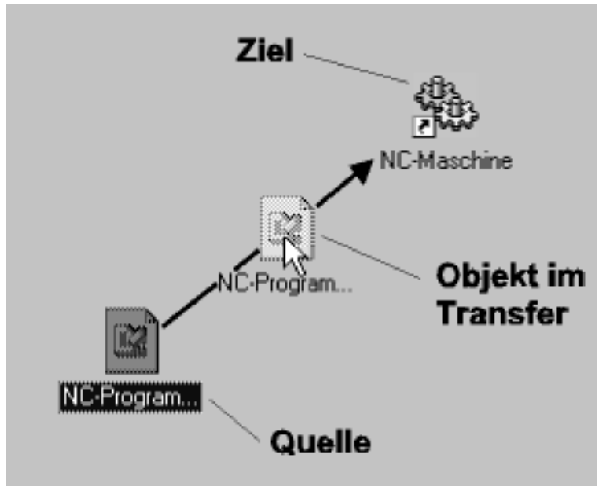 Ziel
NC-Maschine
NC-Program...
Objekt im
Transfer
NC-Program...
Quelle